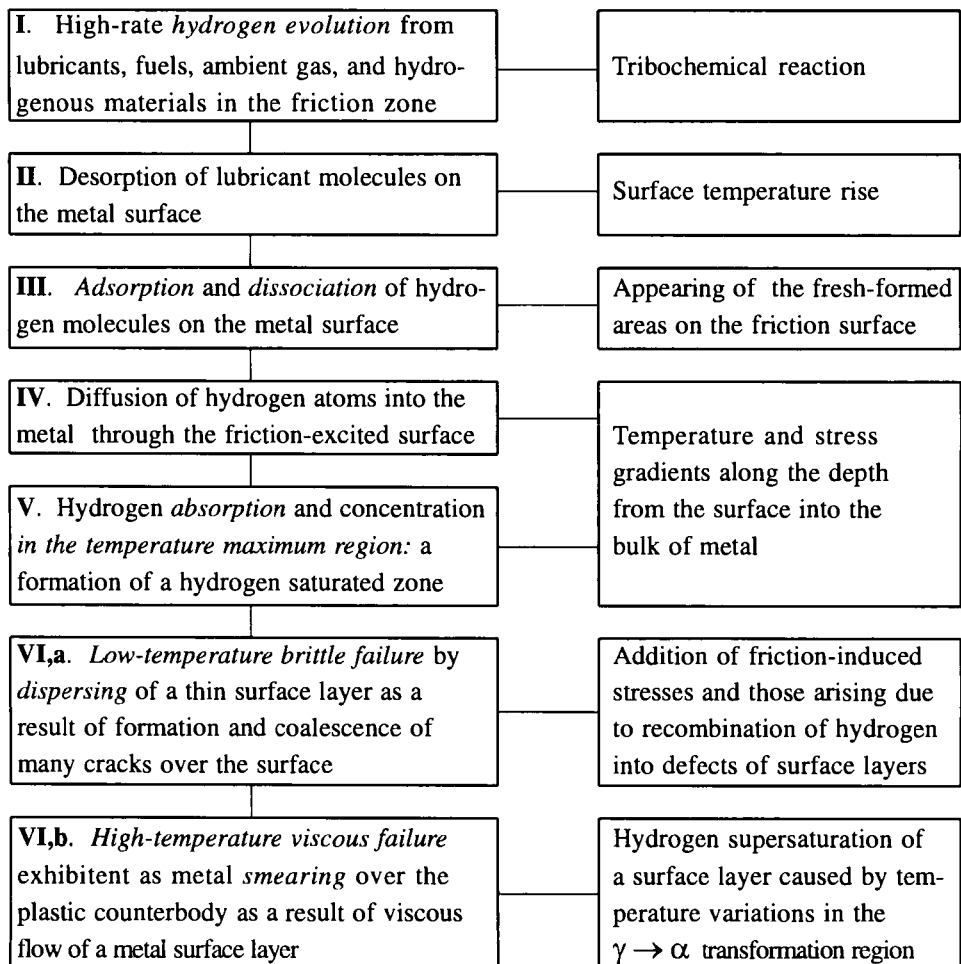 I. High-rate hydrogen evolution from
lubricants, fuels, ambient gas, and hydro-
genous materials in the friction zone
Tribochemical reaction
II. Desorption of lubricant molecules on
the metal surface
Surface temperature rise
III. Adsorption and dissociation of hydro-
gen molecules on the metal surface
Appearing of the fresh-formed
areas on the friction surface
IV. Diffusion of hydrogen atoms into the
metal through the friction-excited surface
V. Hydrogen absorption and concentration
in the temperature maximum region: a
formation of a hydrogen saturated zone
Temperature and stress
gradients along the depth
from the surface into the
bulk of metal
VI,a. Low-temperature brittle failure by
dispersing of a thin surface layer as a
result of formation and coalescence of
many cracks over the surface
Addition of friction-induced
stresses and those arising due
to recombination of hydrogen
into defects of surface layers
VI,b. High-temperature viscous failure
exhibitent as metal smearing over the
plastic counterbody as a result of viscous
flow of a metal surface layer
Hydrogen supersaturation of
a surface layer caused by tem-
perature variations in the
γ → α transformation region